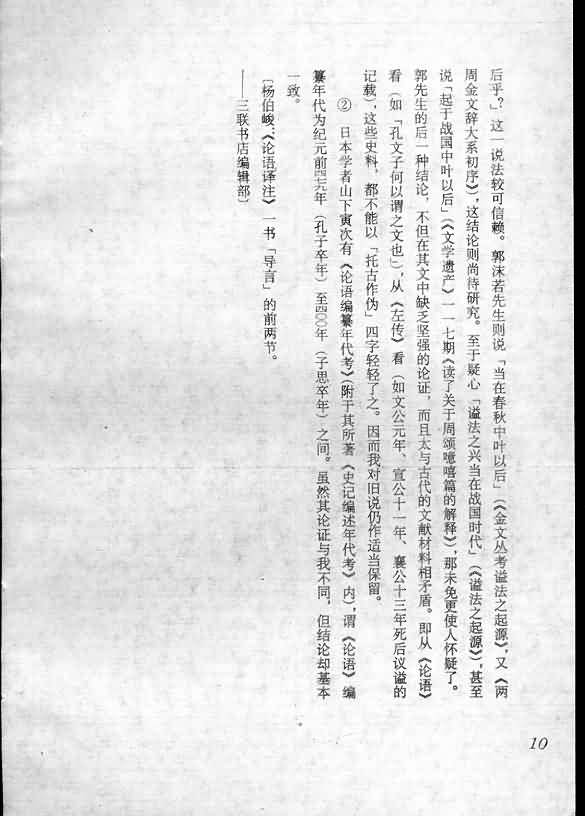 后乎？」这一说法较可信赖。郭沫若先生则说「当在春秋中叶以后」（《金文丛考谥法之起源》，又《两
周金文辞大系初序》），这结论则尚待研究。至于疑心「谥法之兴当在战国时代」（《谥法之起源》），甚至
说「起于战国中叶以后」（《文学遗产》一一七期《读了关于周颂噫嘻篇的解释》），那未免更使人怀疑了。
郭先生的后一种结论，不但在其文中缺乏坚强的论证，而且太与古代的文献材料相矛盾。即从《论语》
看（如「孔文子何以谓之文也」），从《左传》看（如文公元年、宣公十一年、襄公十三年死后议谥的
记载），这些史料，都不能以「托古作伪」四字轻轻了之。因而我对旧说仍作适当保留。
② 日本学者山下寅次有《论语编纂年代考》（附于其所著《史记编述年代考》内），谓《论语》编
纂年代为纪元前四七九年（孔子卒年）至四〇〇年（子思卒年）之间。虽然其论证与我不同，但结论却基本
一致。
〔杨伯峻：《论语译注》一书「导言」的前两节。
——三联书店编辑部〕
10